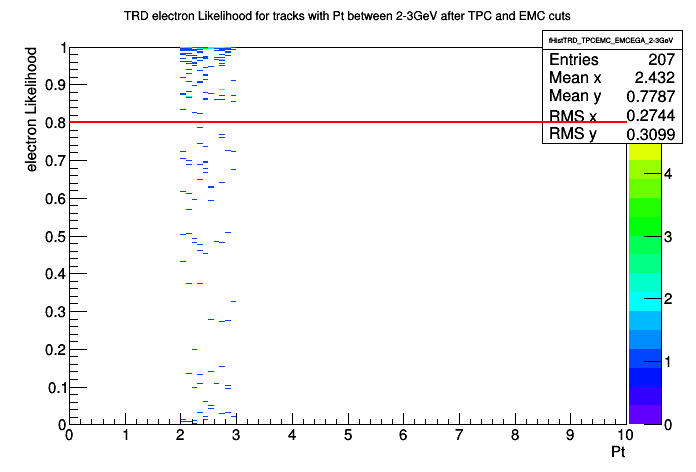 TRD electron Likelihood for tracks with Pt between 2-3GeV after TPC and EMC cuts
fHistTRD_TPCEMC_EMCEGA_2-3GeV
Entries 207
Mean x 2.432
Mean y 0.7787
RMS x 0.2744
RMS y 0.3099
electron Likelihood
1
0.9
0.8
0.7
0.6
0.5
0.4
0.3
0.2
0.1
0
0 1 2 3 4 5 6 7 8 9 10
Pt
4
3
2
1
0